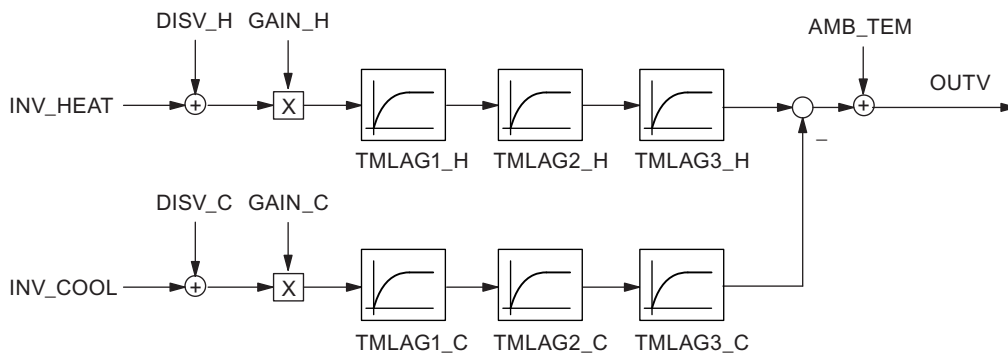 DISV_H GAIN_H
AMB_TEM
OUTV
INV_HEAT + X + 
TMLAG1_H TMLAG2_H TMLAG3_H
_
DISV_C GAIN_C
INV_COOL + X
TMLAG1_C TMLAG2_C TMLAG3_C